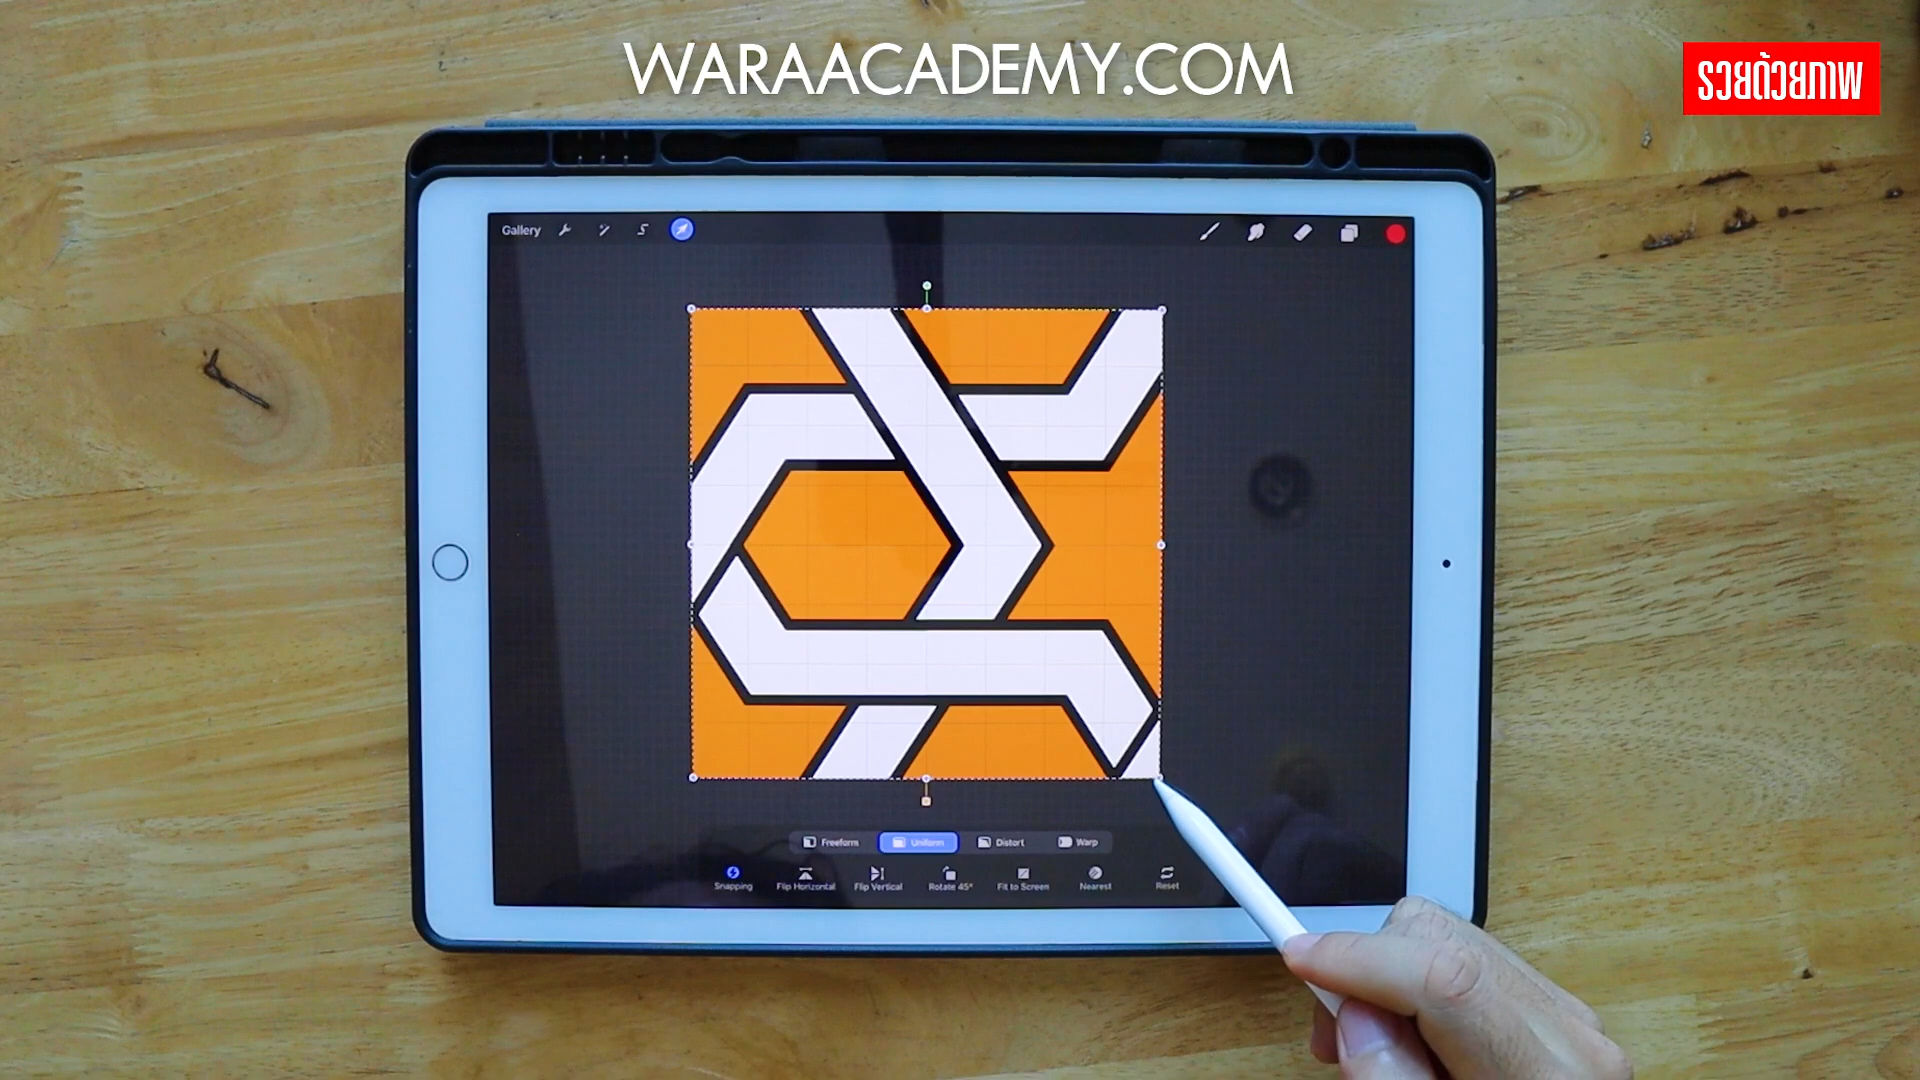 WARAACADEMY.COM
รวยด้วยภาพ
Gallery
Freeform
Uniform
Distort
Warp
Snapping
Flip Horizontal
Flip Vertical
Rotate 45°
Fit to Screen
Nearest
Reset